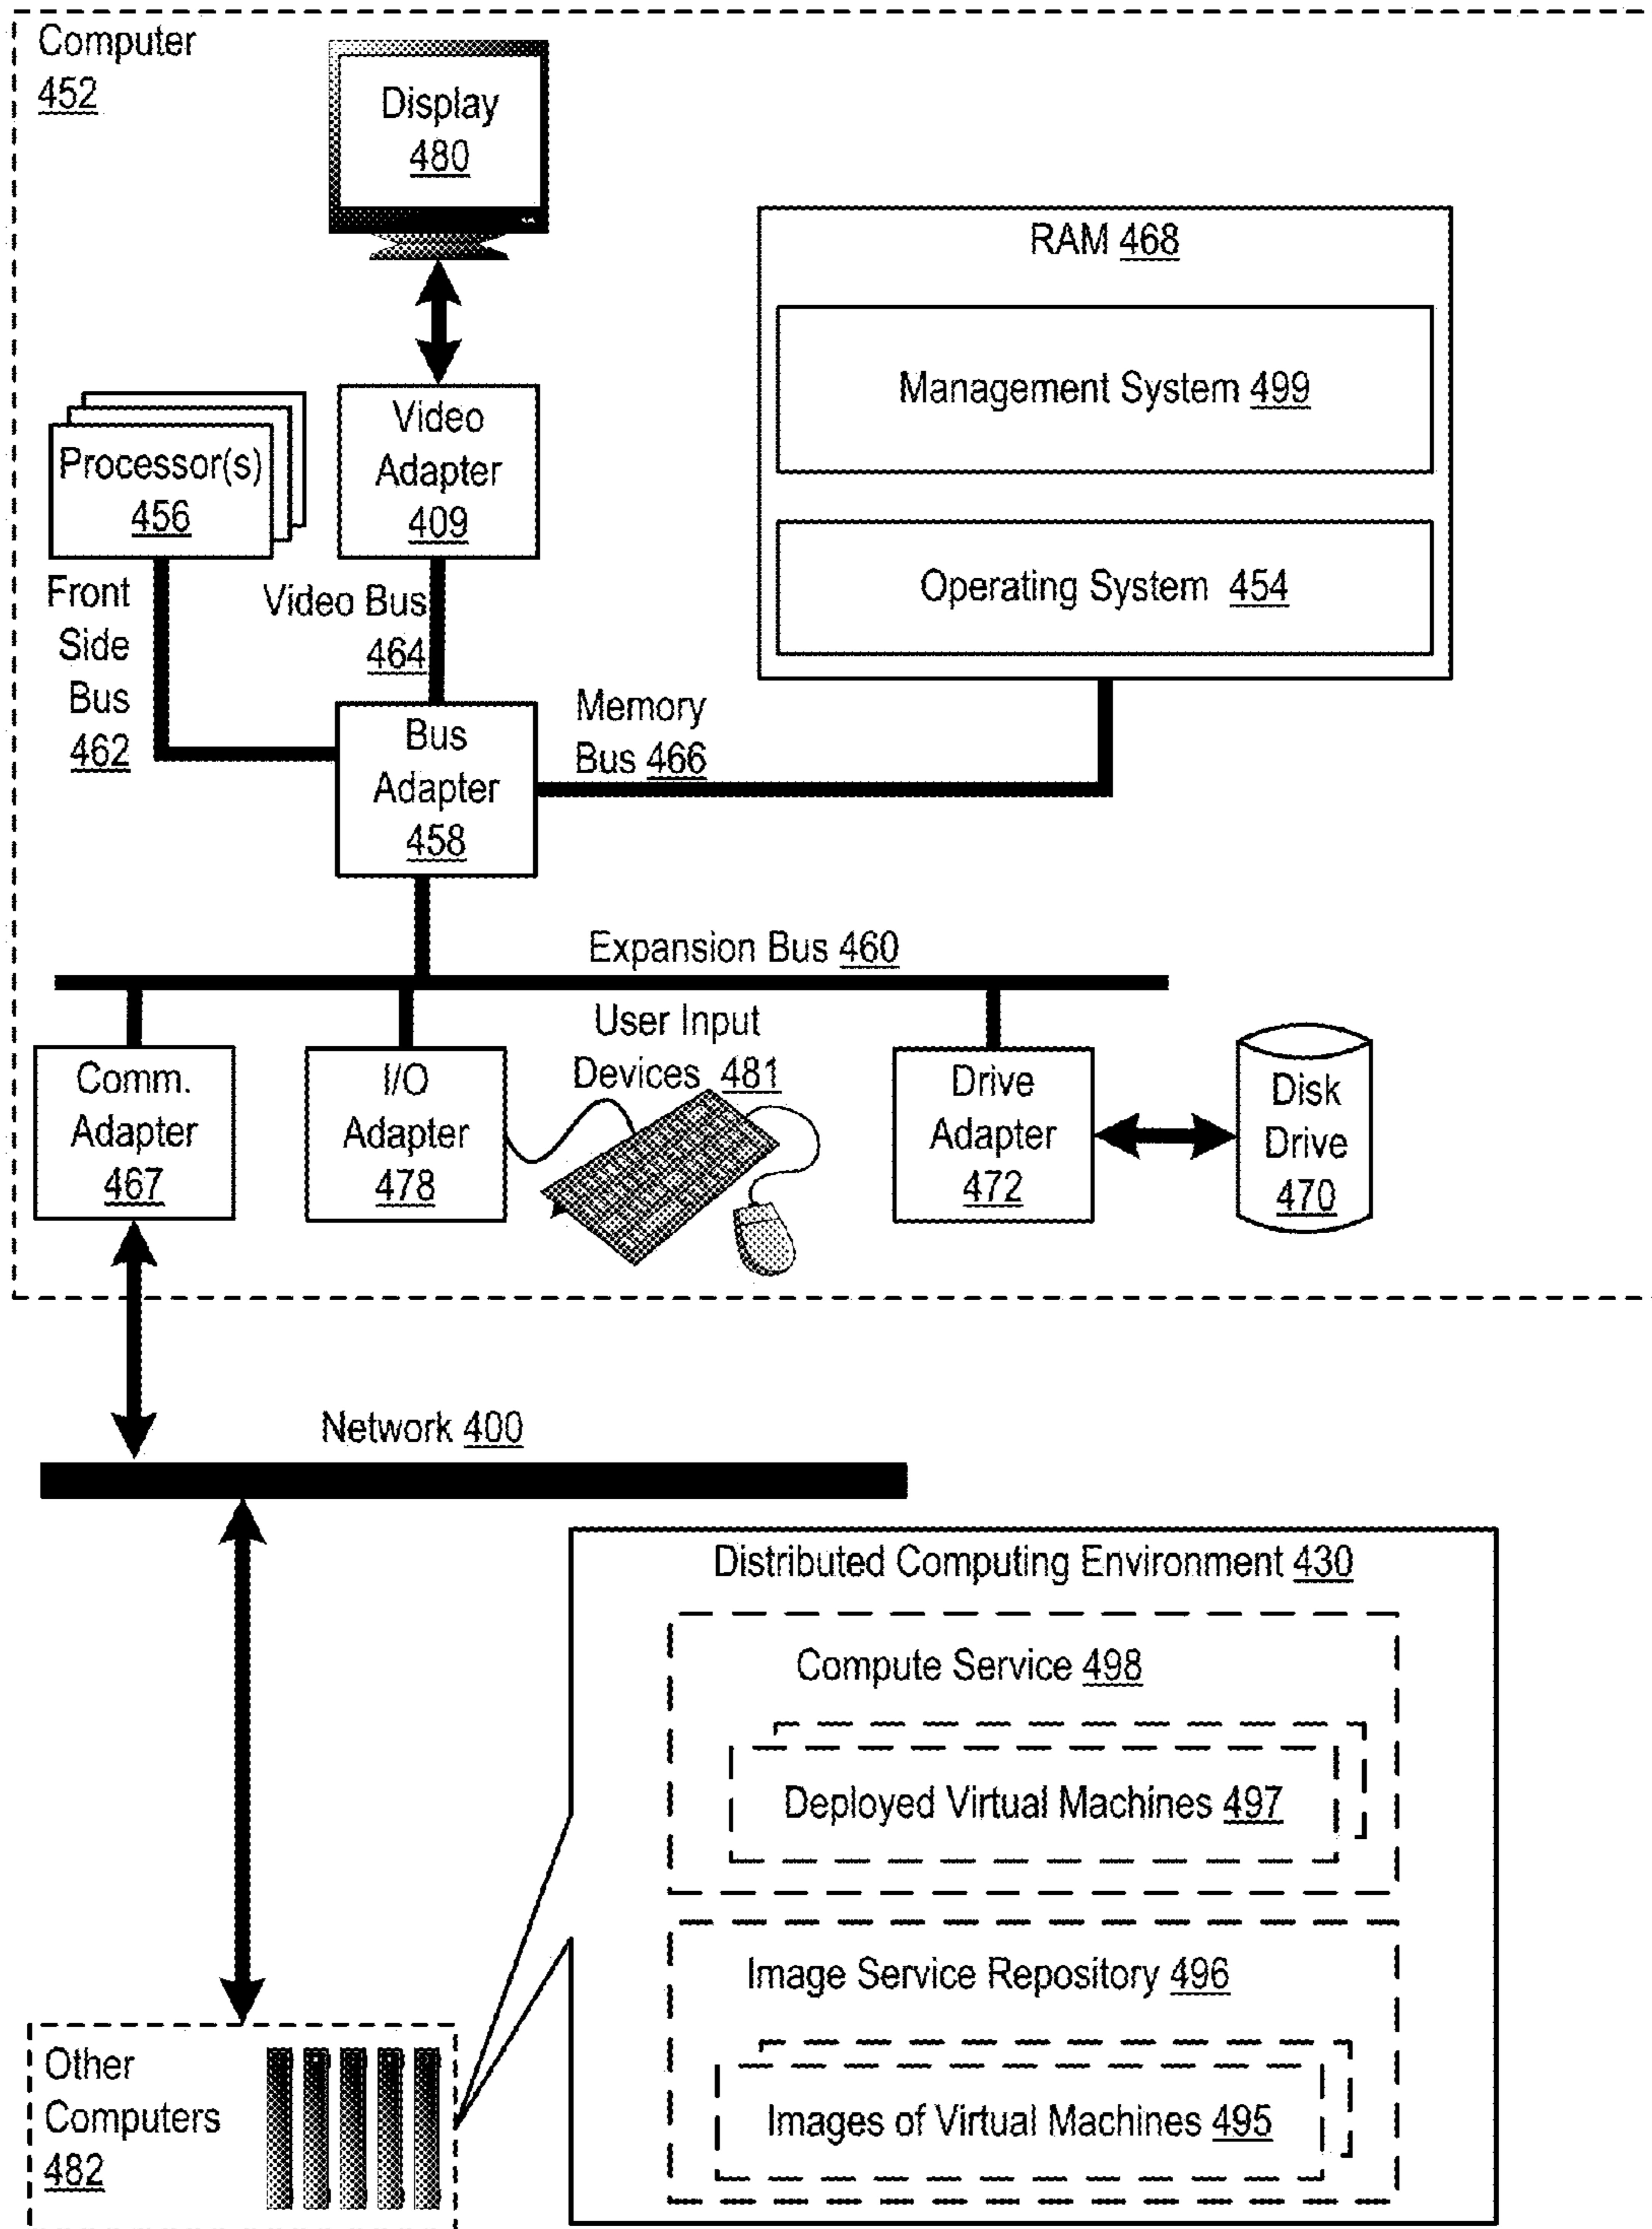 Computer
452
Display
480
RAM 468
Management System 499
Operating System 454
Processor(s)
456
Video
Adapter
409
Front
Side
Bus
462
Video Bus
464
Bus
Adapter
458
Memory
Bus 466
Expansion Bus 460
Comm.
Adapter
467
I/O
Adapter
478
User Input
Devices 481
Drive
Adapter
472
Disk
Drive
470
Network 400
Distributed Computing Environment 430
Compute Service 498
Deployed Virtual Machines 497
Image Service Repository 496
Images of Virtual Machines 495
Other
Computers
482